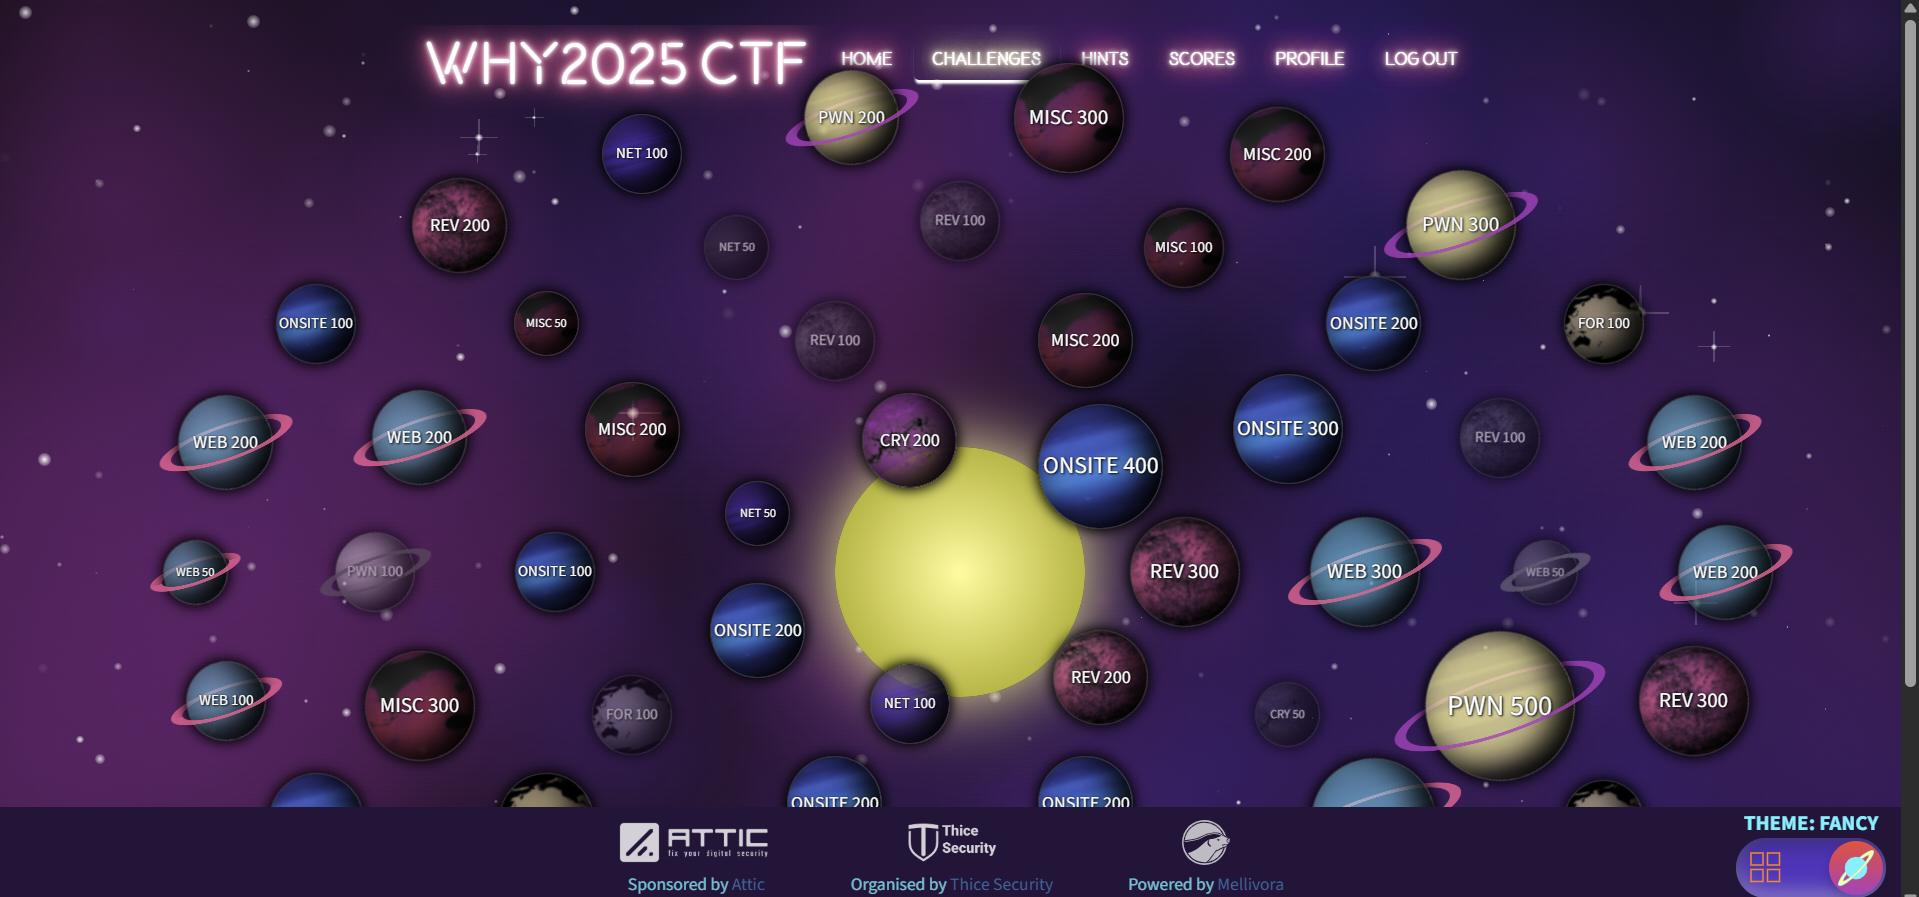 WHY2025 CTF
HOME
CHALLENGES
HINTS
SCORES
PROFILE
LOG OUT
PWN 200
MISC 300
NET 100
MISC 200
REV 200
NET 50
REV 100
MISC 100
PWN 300
ONSITE 100
MISC 50
REV 100
MISC 200
ONSITE 200
FOR 100
WEB 200
WEB 200
MISC 200
CRY 200
ONSITE 400
ONSITE 300
REV 100
WEB 200
NET 50
WEB 50
PWN 100
ONSITE 100
REV 300
WEB 300
WEB 50
WEB 200
ONSITE 200
WEB 100
MISC 300
FOR 100
NET 100
REV 200
CRY 50
PWN 500
REV 300
ONSITE 200
ONSITE 200
ATTIC
fix your digital security
Thice
Security
THEME: FANCY
Sponsored by Attic
Organised by Thice Security
Powered by Mellivora